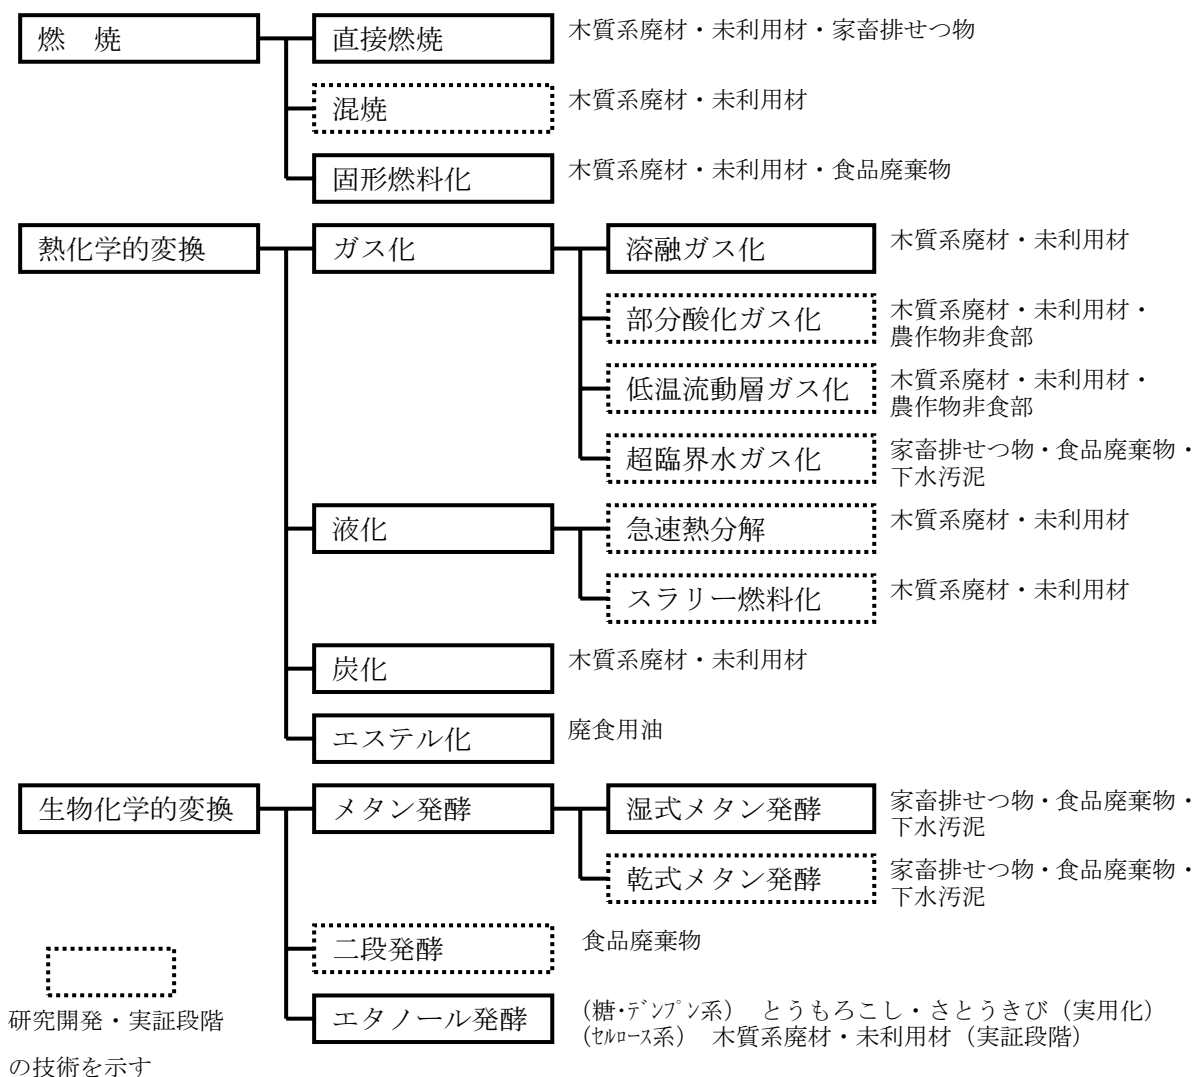 燃　焼
直接燃焼
木質系廃材・未利用材・家畜排せつ物
混焼
木質系廃材・未利用材
固形燃料化
木質系廃材・未利用材・食品廃棄物
熱化学的変換
ガス化
溶融ガス化
木質系廃材・未利用材
部分酸化ガス化
木質系廃材・未利用材・
農作物非食部
低温流動層ガス化
木質系廃材・未利用材・
農作物非食部
超臨界水ガス化
家畜排せつ物・食品廃棄物・
下水汚泥
液化
急速熱分解
木質系廃材・未利用材
スラリー燃料化
木質系廃材・未利用材
炭化
木質系廃材・未利用材
エステル化
廃食用油
生物化学的変換
メタン発酵
湿式メタン発酵
家畜排せつ物・食品廃棄物・
下水汚泥
乾式メタン発酵
家畜排せつ物・食品廃棄物・
下水汚泥
二段発酵
食品廃棄物
エタノール発酵
（糖・ﾃﾞﾝﾌﾟﾝ系）　とうもろこし・さとうきび（実用化）
（ｾﾙﾛｰｽ系）　木質系廃材・未利用材（実証段階）
研究開発・実証段階
の技術を示す